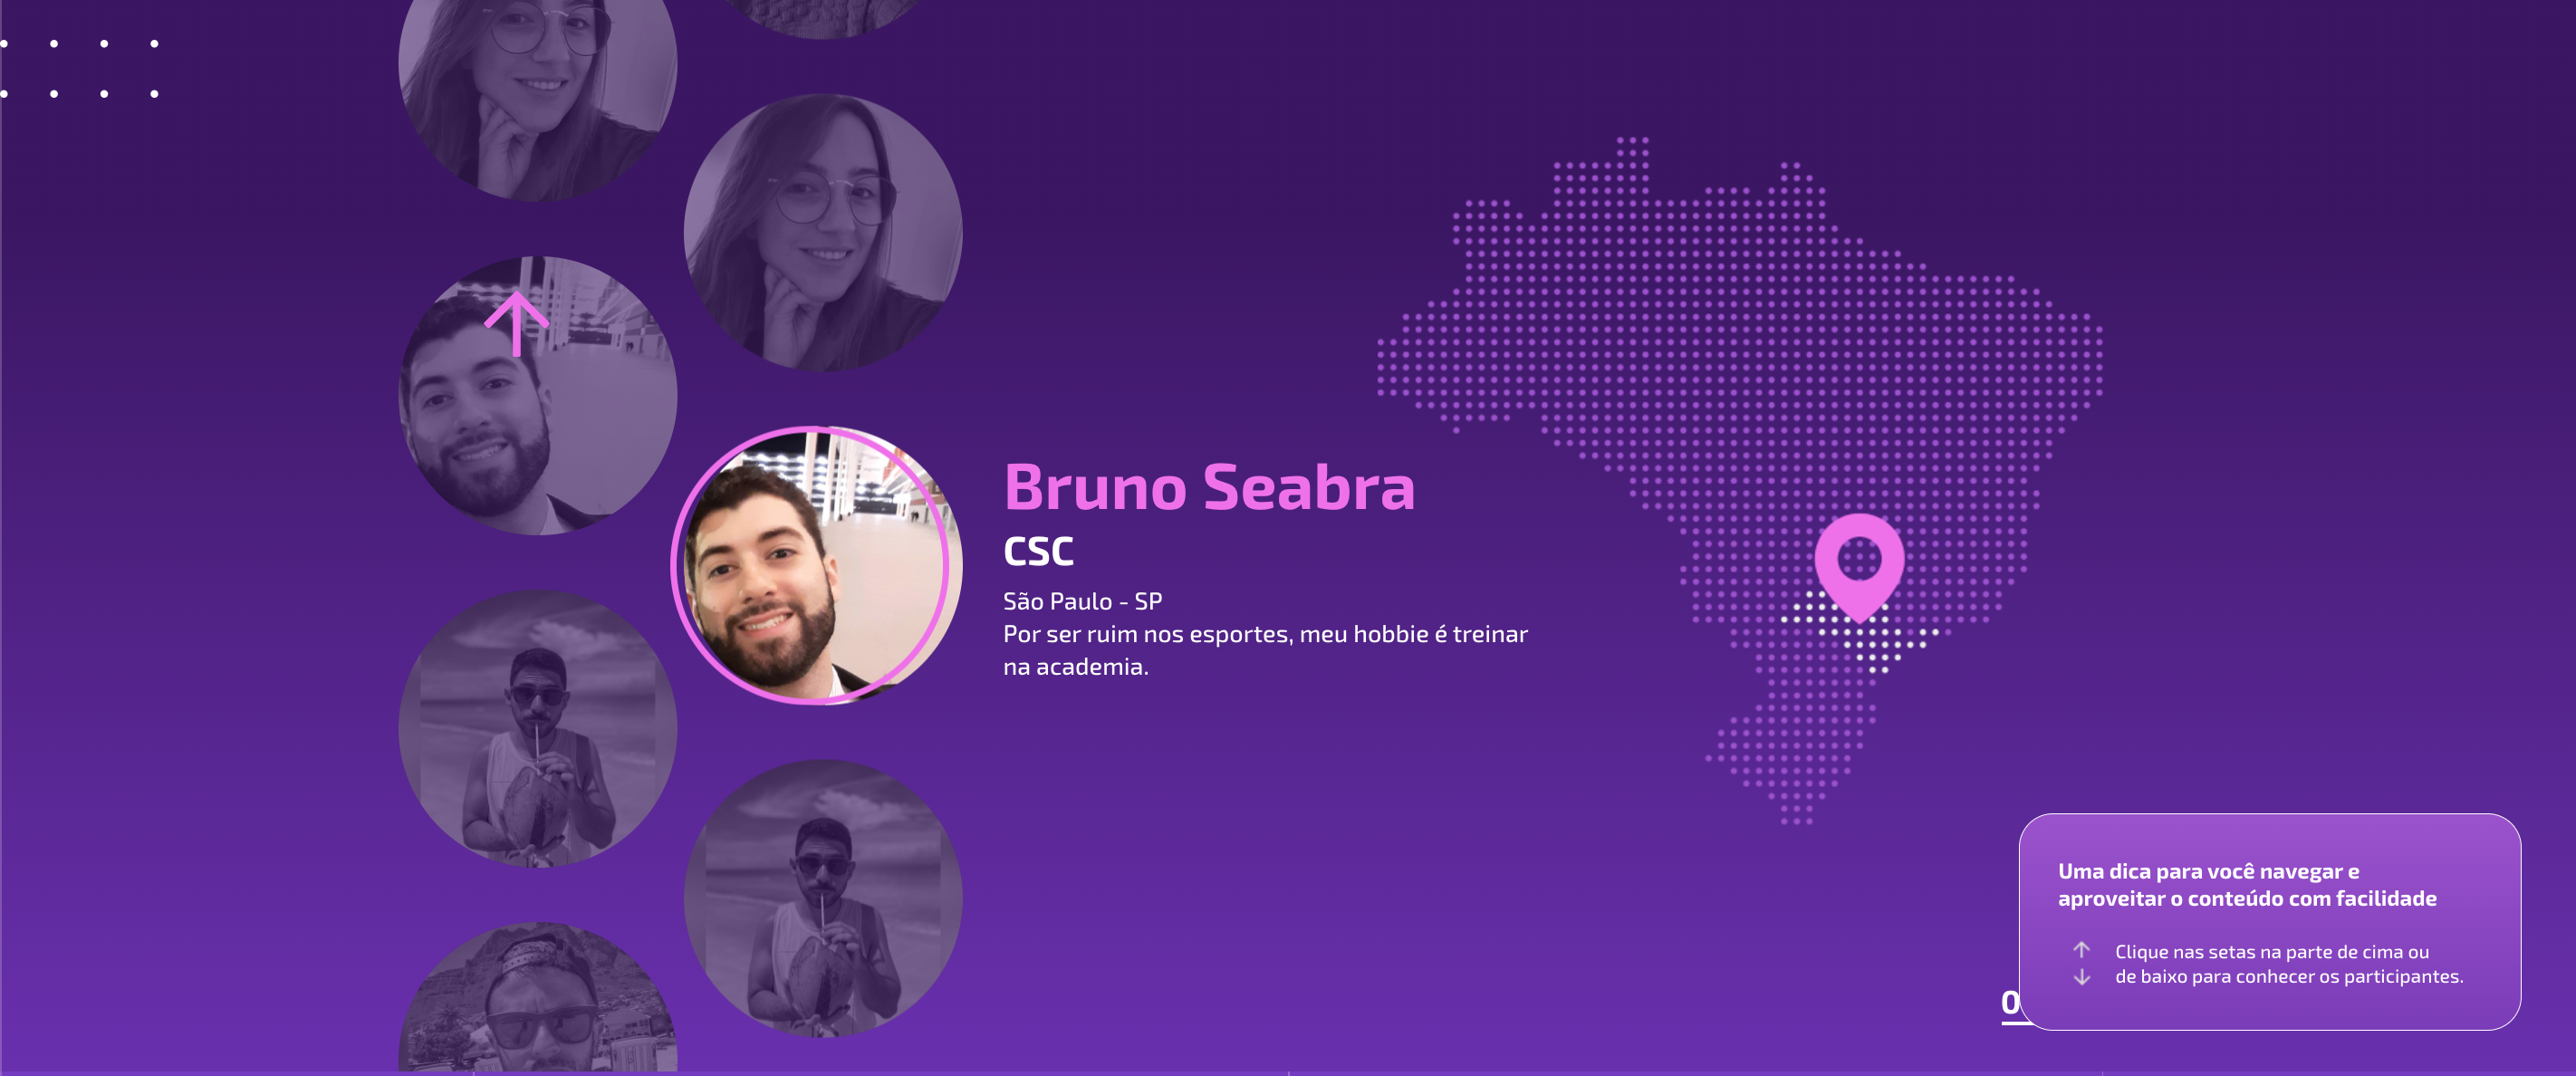 Bruno Seabra
CSC
São Paulo - SP
Por ser ruim nos esportes, meu hobbie é treinar
na academia.
Uma dica para você navegar e
aproveitar o conteúdo com facilidade
Clique nas setas na parte de cima ou
de baixo para conhecer os participantes.
0